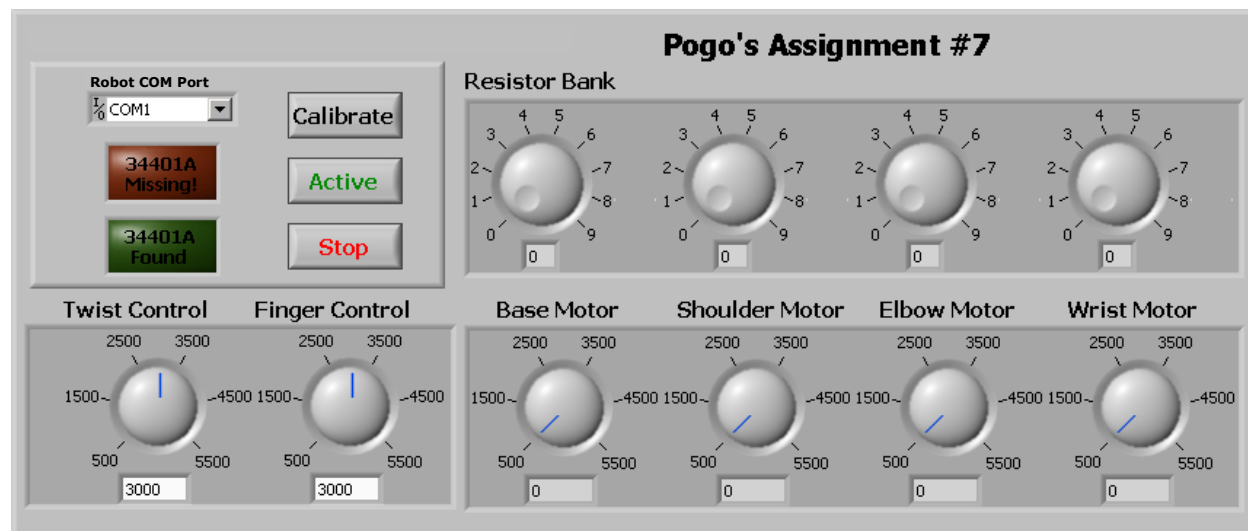 Pogo's Assignment #7
Robot COM Port
I/O COM1
Calibrate
34401A
Missing!
Active
34401A
Found
Stop
Resistor Bank
0 1 2 3 4 5 6 7 8 9
0
0 1 2 3 4 5 6 7 8 9
0
0 1 2 3 4 5 6 7 8 9
0
0 1 2 3 4 5 6 7 8 9
0
Twist Control
500 1500 2500 3500 4500 5500
3000
Finger Control
500 1500 2500 3500 4500 5500
3000
Base Motor
500 1500 2500 3500 4500 5500
0
Shoulder Motor
500 1500 2500 3500 4500 5500
0
Elbow Motor
500 1500 2500 3500 4500 5500
0
Wrist Motor
500 1500 2500 3500 4500 5500
0